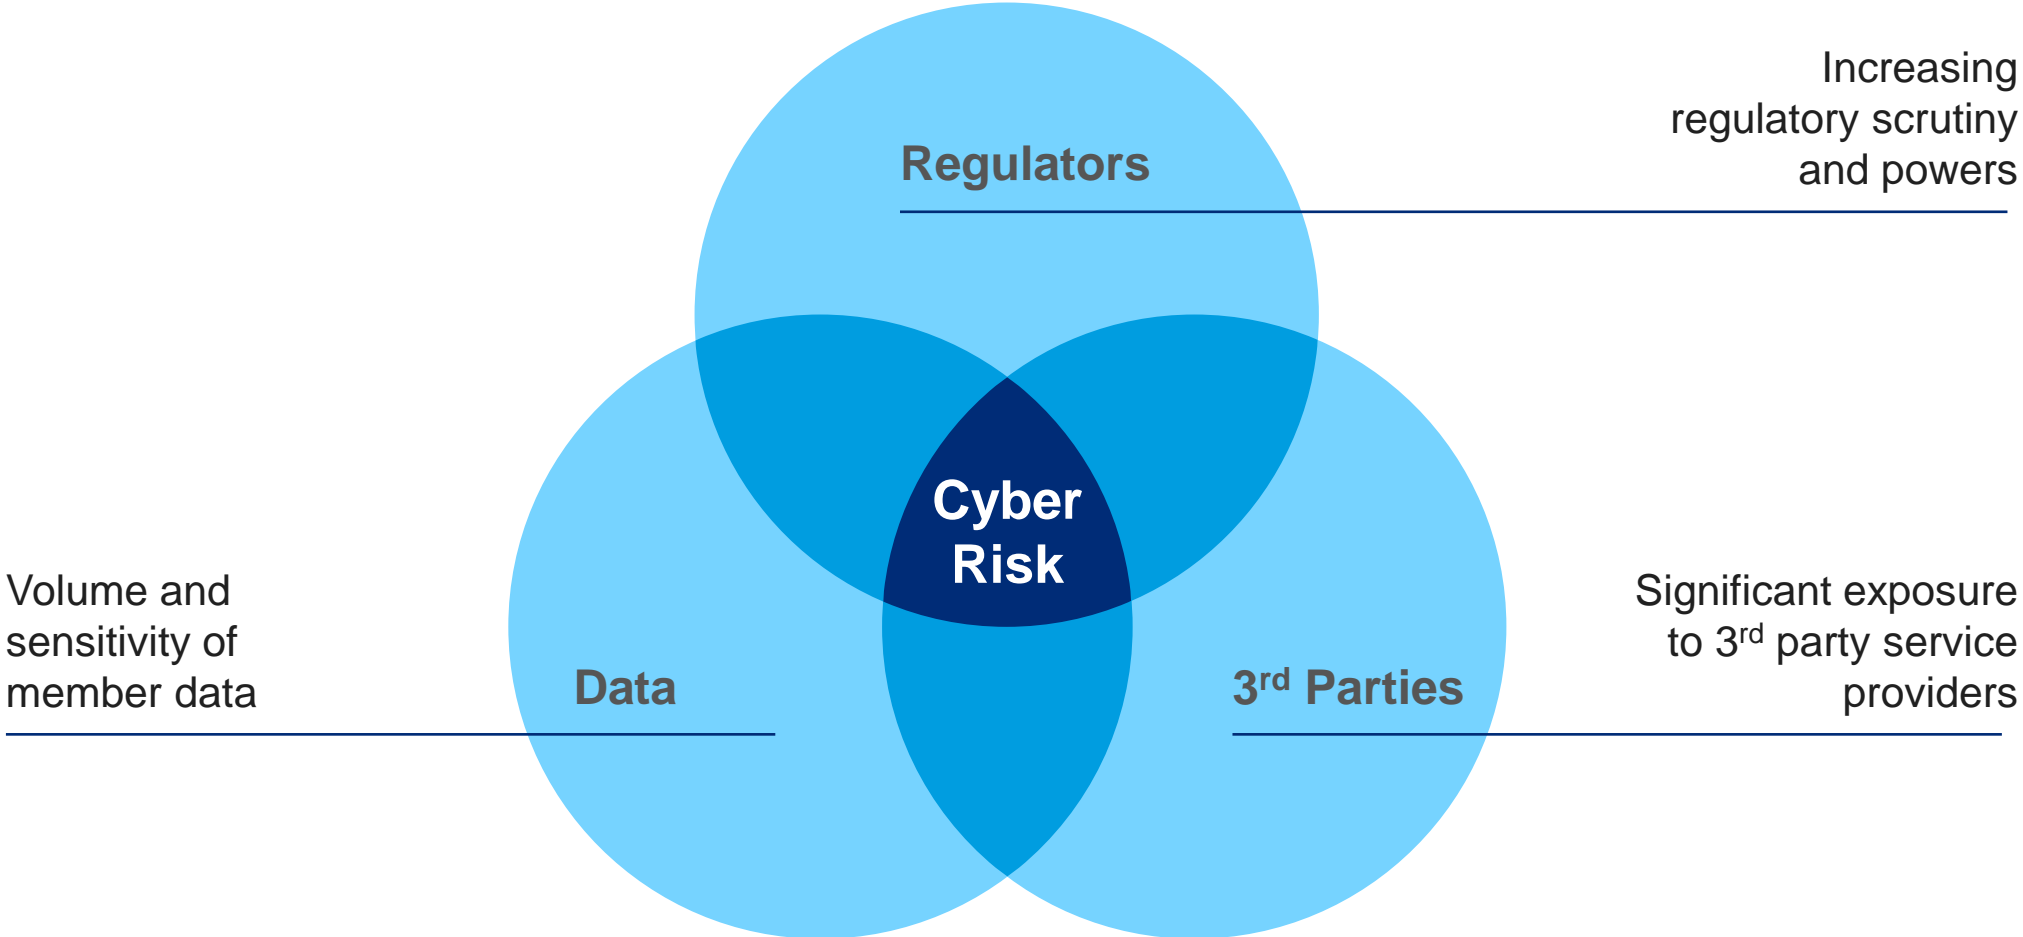 Increasing
regulatory scrutiny
and powers
Regulators
Cyber
Risk
Volume and
sensitivity of
member data
Data
3rd Parties
Significant exposure
to 3rd party service
providers